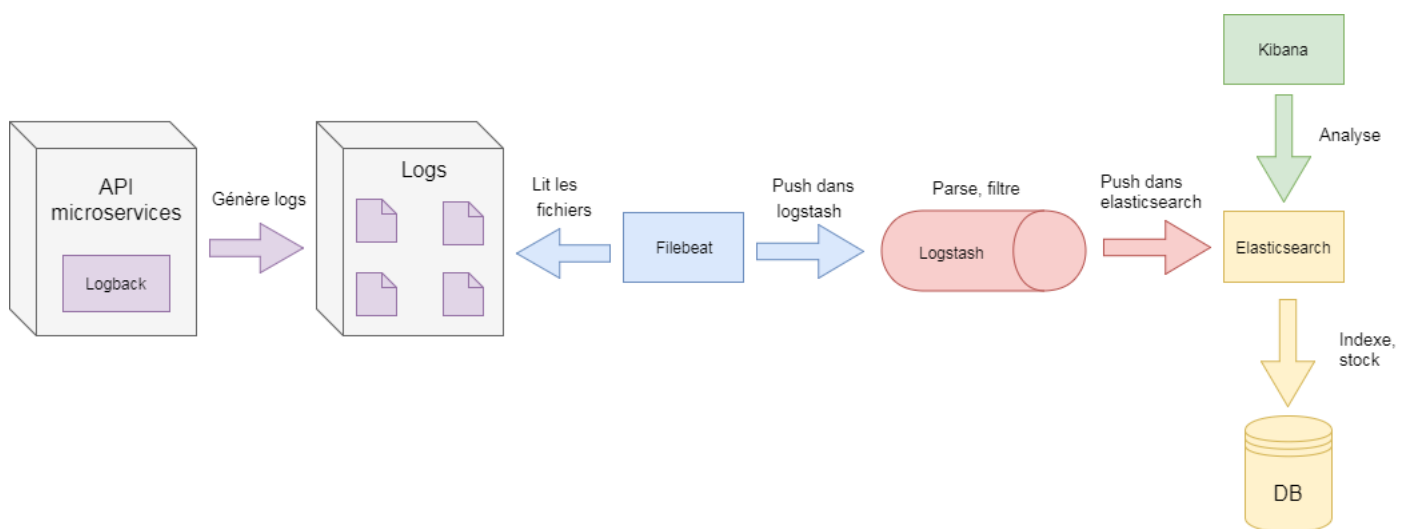 Kibana
Analyse
API
microservices
Logback
Génère logs
Logs
Lit les
fichiers
Filebeat
Push dans
logstash
Parse, filtre
Logstash
Push dans
elasticsearch
Elasticsearch
Indexe,
stock
DB